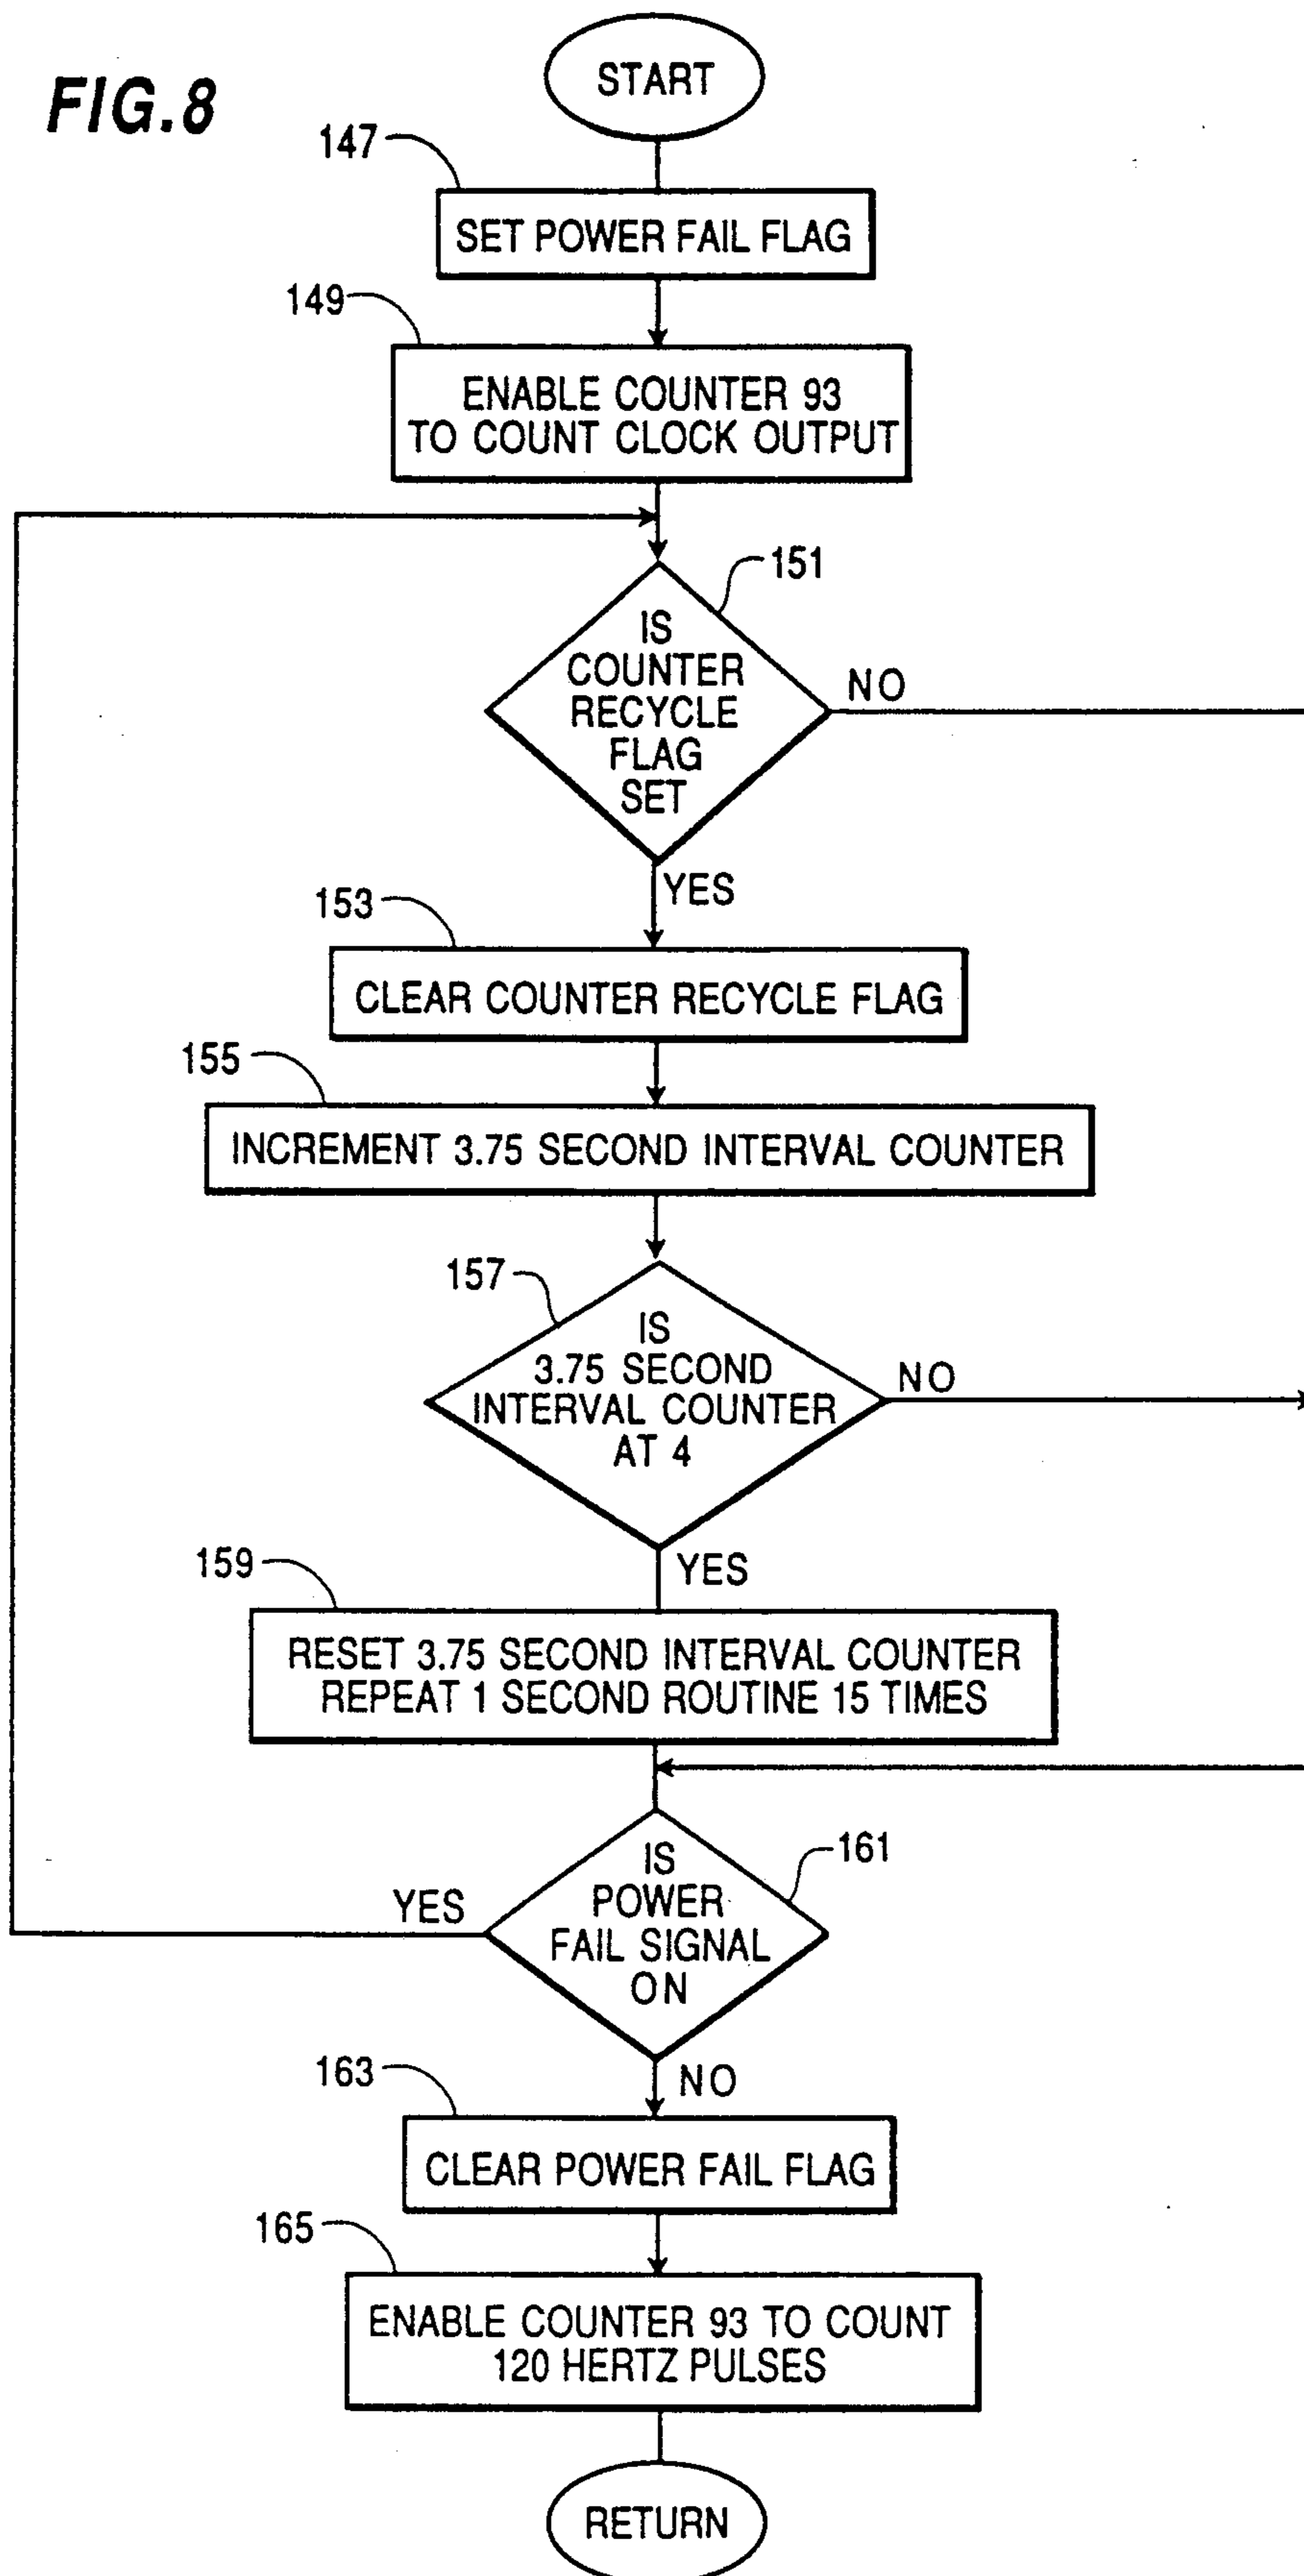 FIG.8
START
147
SET POWER FAIL FLAG
149
ENABLE COUNTER 93
TO COUNT CLOCK OUTPUT
151
IS
COUNTER
RECYCLE
FLAG
SET
NO
YES
153
CLEAR COUNTER RECYCLE FLAG
155
INCREMENT 3.75 SECOND INTERVAL COUNTER
157
IS
3.75 SECOND
INTERVAL COUNTER
AT 4
NO
YES
159
RESET 3.75 SECOND INTERVAL COUNTER
REPEAT 1 SECOND ROUTINE 15 TIMES
161
IS
POWER
FAIL SIGNAL
ON
YES
NO
163
CLEAR POWER FAIL FLAG
165
ENABLE COUNTER 93 TO COUNT
120 HERTZ PULSES
RETURN